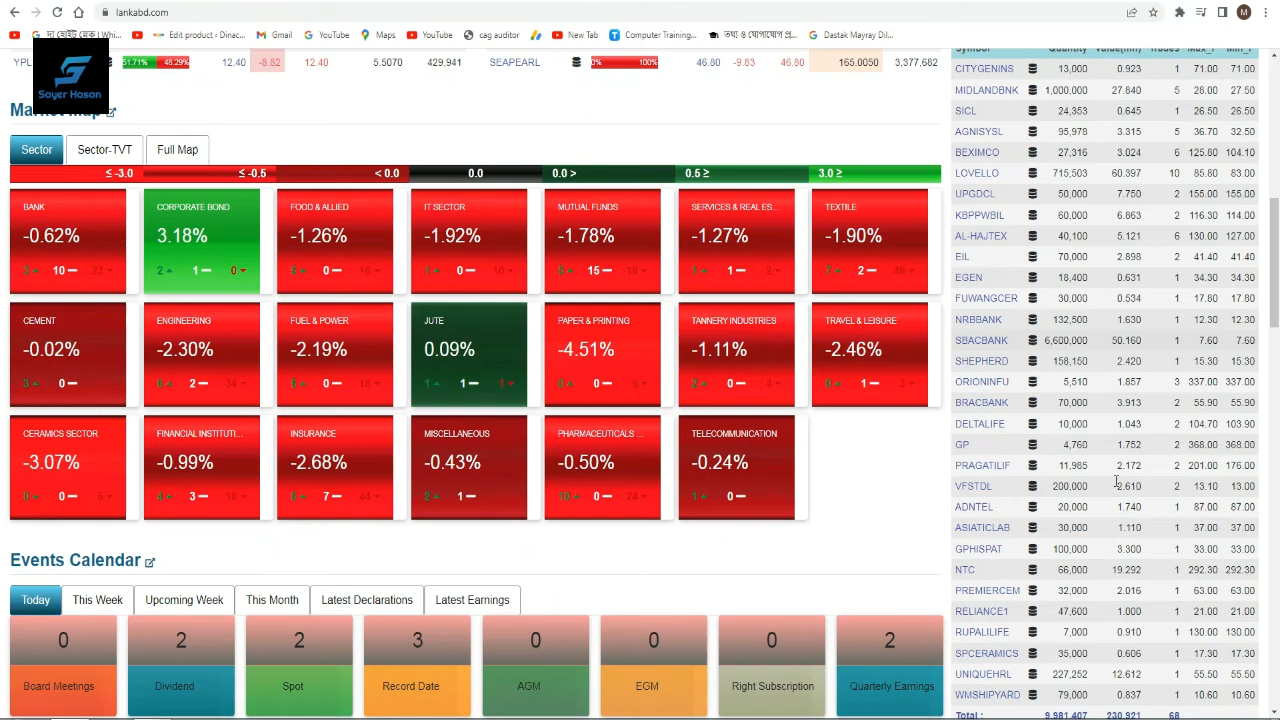 lankabd.com
দ্য হোইট হেক | Whi...
Edit pdoct • Dinac...
Gmail
YouTube
Maps
YouTube
cag auditor
New Tab
Computer Training...
তথ্য ও যোগাযোগ প্র...
Dastak Mayray Dil...
YPL 51.71% 48.29% 12.40 -8.82 12.40 5.5070 429,941 SEAPEARL 0% 100% 46.80 -9.83 46.80 165.0050 3,377,662
Sayer Hasan
Market Map
Sector Sector-TVT Full Map
≤ -3.0 ≤ -0.5 < 0.0 0.0 0.0 > 0.5 ≥ 3.0 ≥
BANK CORPORATE BOND FOOD & ALLIED IT SECTOR MUTUAL FUNDS SERVICES & REAL ES... TEXTILE
-0.62% 3.18% -1.26% -1.92% -1.78% -1.27% -1.90%
CEMENT ENGINEERING FUEL & POWER JUTE PAPER & PRINTING TANNERY INDUSTRIES TRAVEL & LEISURE
-0.02% -2.30% -2.19% 0.09% -4.51% -1.11% -2.46%
CERAMICS SECTOR FINANCIAL INSTITUTI... INSURANCE MISCELLANEOUS PHARMACEUTICALS ... TELECOMMUNICATION
-3.07% -0.99% -2.68% -0.43% -0.50% -0.24%
Events Calendar
Today This Week Upcoming Week This Month Latest Declarations Latest Earnings
0 2 2 3 0 0 0 2
Board Meetings Dividend Spot Record Date AGM EGM Right Subscription Quarterly Earnings
Symbol Quantity Value(mn) Trades Max_P Min_P
CITYGENINS 13,000 0.923 1 71.00 71.00
MIDLANDBNK 1,000,000 27.840 5 28.00 27.50
SICL 24,353 0.645 1 26.50 26.50
AGNISYSL 95,978 3.315 5 36.70 32.50
BEXIMCO 27,316 3.024 6 125.80 104.10
LOVELLO 715,503 60.397 10 85.80 83.00
UPGDCL 50,000 7.750 2 155.00 155.00
KBPPWBIL 60,000 6.863 2 116.30 114.00
AL-HAJTEX 40,100 5.121 6 130.00 127.00
EIL 70,000 2.898 2 41.40 41.40
EGEN 18,400 0.631 1 34.30 34.30
FUWANGCER 30,000 0.534 1 17.80 17.80
NRBBANK 132,500 1.630 1 12.30 12.30
SBACBANK 6,600,000 50.160 1 7.60 7.60
SHEPHERD 158,150 2.420 1 15.30 15.30
ORIONINFU 5,510 1.857 3 337.00 337.00
BRACBANK 70,000 3.913 2 55.90 55.90
DELTALIFE 10,000 1.043 2 104.70 103.90
GP 4,760 1.752 2 368.00 368.00
PRAGATILIF 11,985 2.172 2 201.00 176.00
VFSTDL 200,000 2.610 2 13.10 13.00
ADNTEL 20,000 1.740 1 87.00 87.00
ASIATICLAB 30,000 1.110 1 37.00 37.00
GPHISPAT 100,000 3.300 1 33.00 33.00
NTC 66,000 19.292 1 292.30 292.30
PREMIERCEM 32,000 2.016 1 63.00 63.00
RELIANCE1 47,600 1.000 1 21.00 21.00
RUPALILIFE 7,000 0.910 1 130.00 130.00
SPCERAMICS 35,000 0.606 1 17.30 17.30
UNIQUEHRL 227,252 12.612 1 55.50 55.50
WMSHIPYARD 79,000 0.837 1 10.60 10.60
Total : 9,981,407 230.921 68